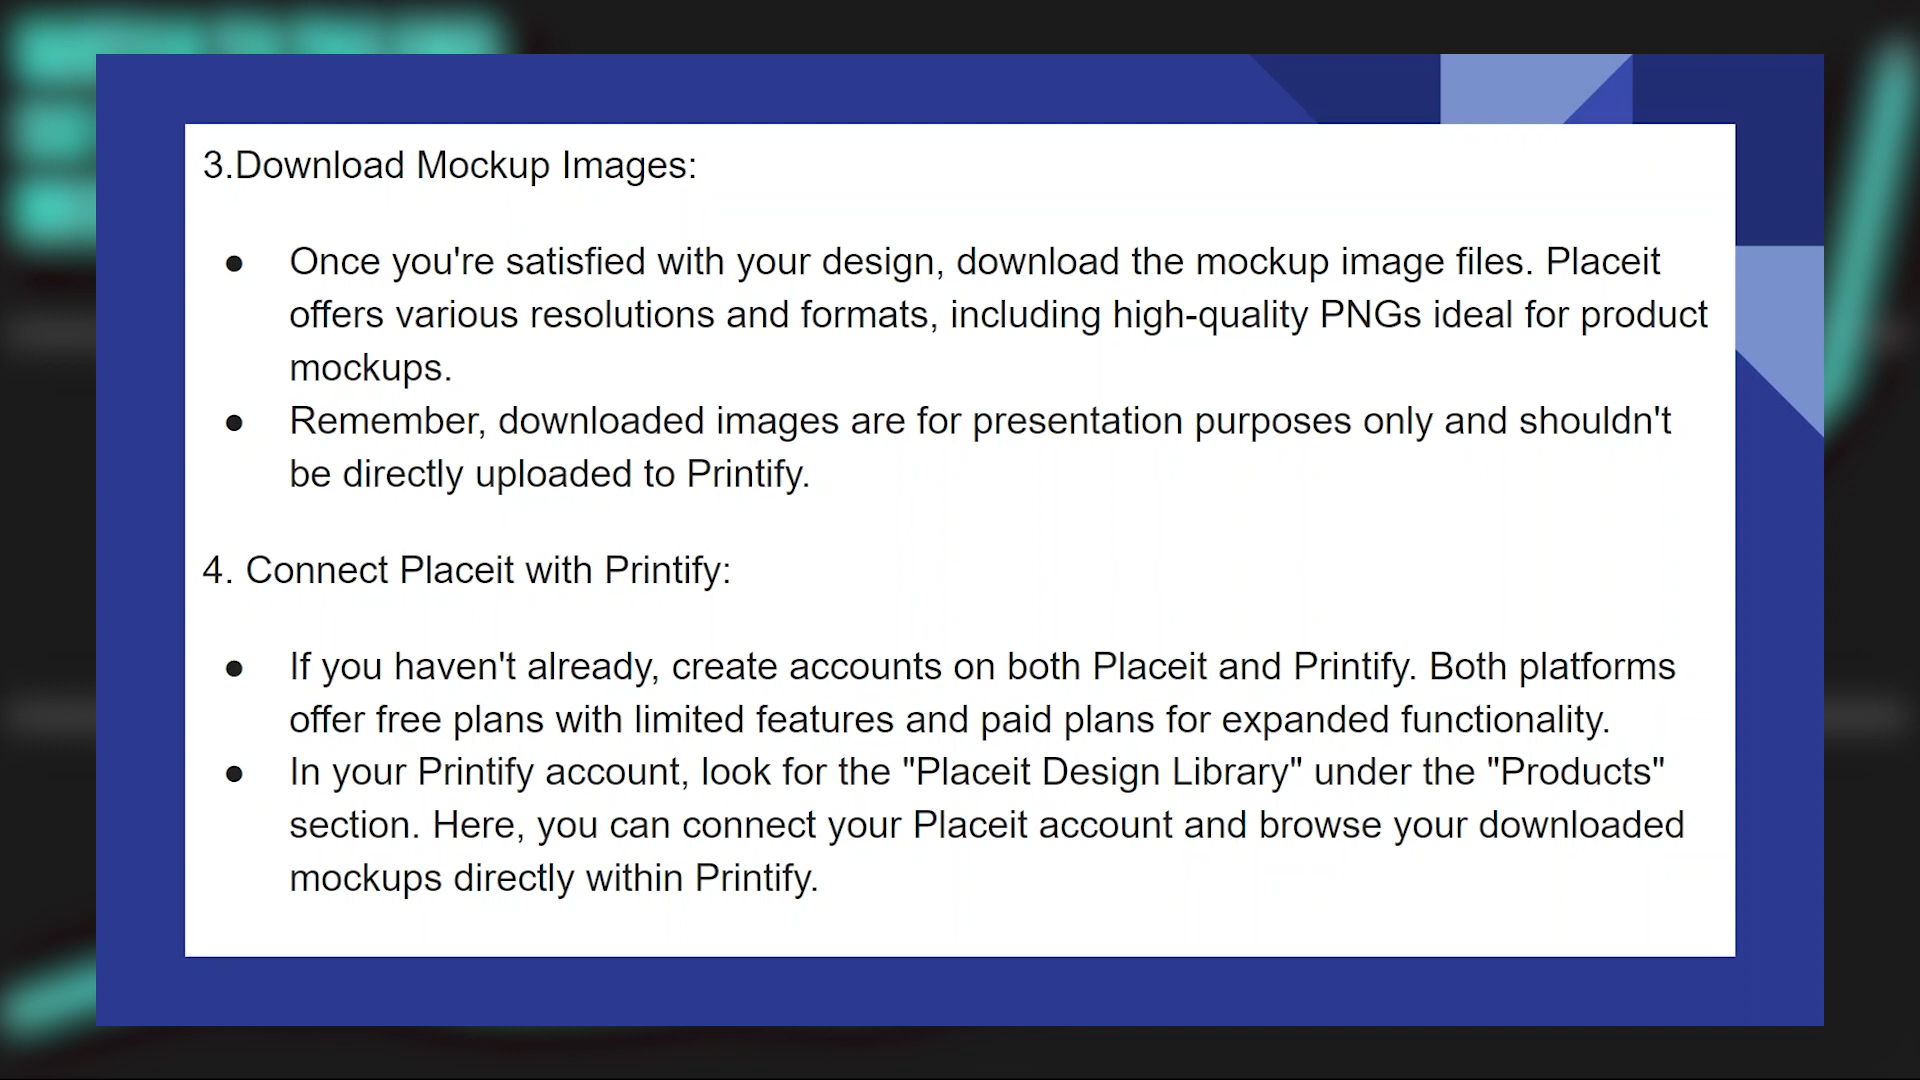 3.Download Mockup Images:
● Once you're satisfied with your design, download the mockup image files. Placeit
offers various resolutions and formats, including high-quality PNGs ideal for product
mockups.
● Remember, downloaded images are for presentation purposes only and shouldn't
be directly uploaded to Printify.
4. Connect Placeit with Printify:
● If you haven't already, create accounts on both Placeit and Printify. Both platforms
offer free plans with limited features and paid plans for expanded functionality.
● In your Printify account, look for the "Placeit Design Library" under the "Products"
section. Here, you can connect your Placeit account and browse your downloaded
mockups directly within Printify.